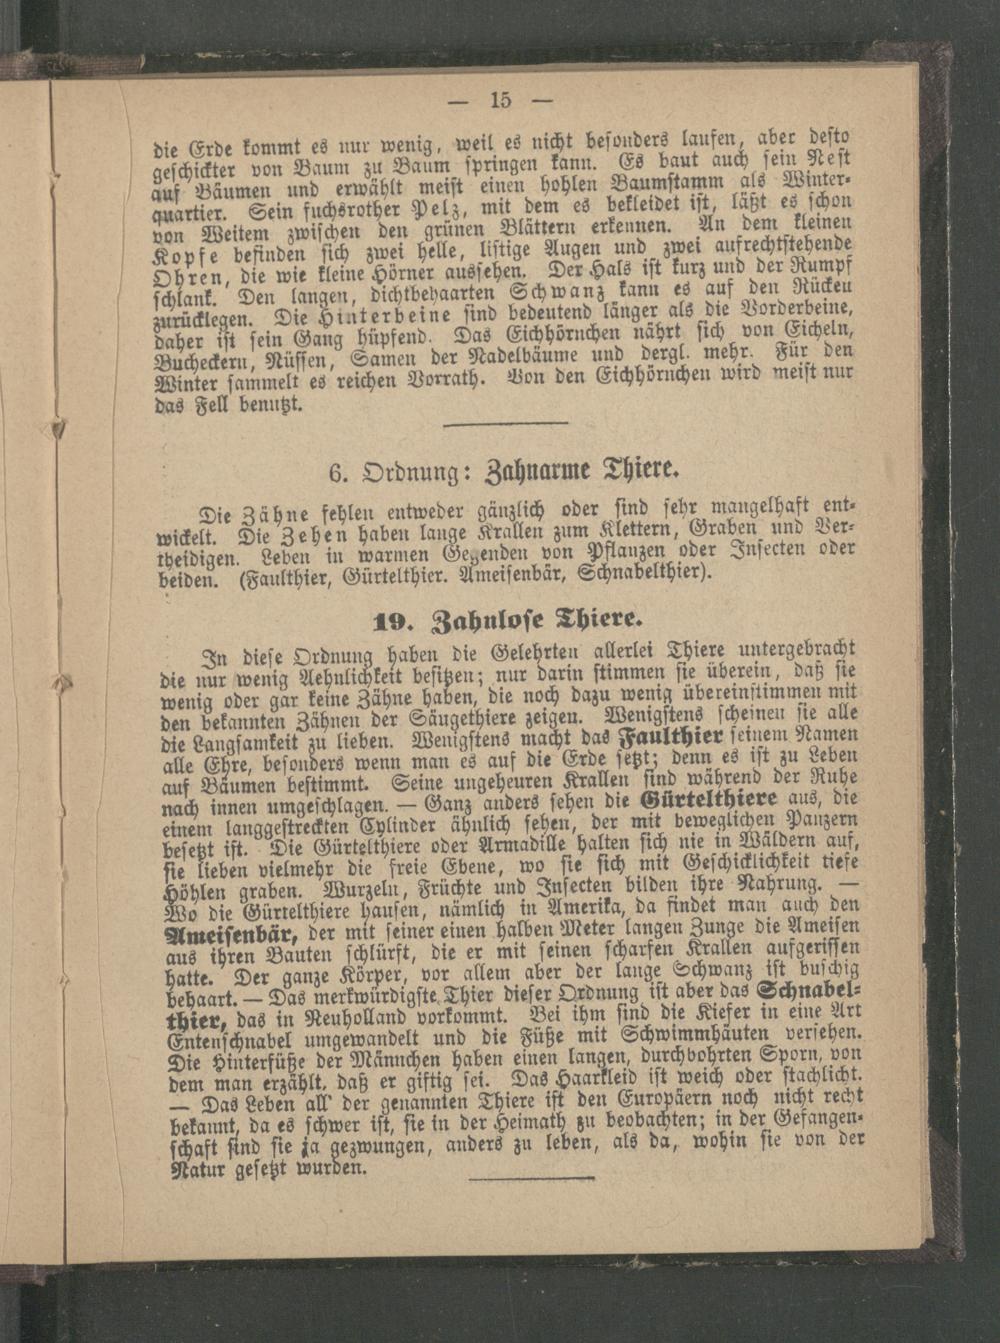 — 15 —
die Erde kommt es nur wenig, weil es nicht besonders laufen, aber desto
geschickter von Baum zu Baum springen kann. Es baut auch sein Nest
auf Bäumen und erwählt meist einen hohlen Baumstamm als Winter-
quartier. Sein fuchsrother Pelz, mit dem es bekleidet ist, läßt es schon
von Weitem zwischen den grünen Blättern erkennen. An dem kleinen
Kopfe befinden sich zwei helle, listige Augen und zwei aufrechtstehende
Ohren, die wie kleine Hörner aussehen. Der Hals ist kurz und der Rumpf
schlank. Den langen, dichtbehaarten Schwanz kann es auf den Rücken
zurücklegen. Die Hinterbeine sind bedeutend länger als die Vorderbeine,
daher ist sein Gang hüpfend. Das Eichhörnchen nährt sich von Eicheln,
Bucheckern, Nüssen, Samen der Nadelbäume und dergl. mehr. Für den
Winter sammelt es reichen Vorrath. Von den Eichhörnchen wird meist nur
das Fell benutzt.
6. Ordnung: Zahnarme Thiere.
Die Zähne fehlen entweder gänzlich oder sind sehr mangelhaft ent-
wickelt. Die Zehen haben lange Krallen zum Klettern, Graben und Ver-
theidigen. Leben in warmen Gegenden von Pflanzen oder Insecten oder
beiden. (Faulthier, Gürtelthier. Ameisenbär, Schnabelthier).
19. Zahnlose Thiere.
In diese Ordnung haben die Gelehrten allerlei Thiere untergebracht
die nur wenig Aehnlichkeit besitzen; nur darin stimmen sie überein, daß sie
wenig oder gar keine Zähne haben, die noch dazu wenig übereinstimmen mit
den bekannten Zähnen der Säugethiere zeigen. Wenigstens scheinen sie alle
die Langsamkeit zu lieben. Wenigstens macht das Faulthier seinem Namen
alle Ehre, besonders wenn man es auf die Erde setzt; denn es ist zu Leben
auf Bäumen bestimmt. Seine ungeheuren Krallen sind während der Ruhe
nach innen umgeschlagen. — Ganz anders sehen die Gürtelthiere aus, die
einem langgestreckten Cylinder ähnlich sehen, der mit beweglichen Panzern
besetzt ist. Die Gürtelthiere oder Armadille halten sich nie in Wäldern auf,
sie lieben vielmehr die freie Ebene, wo sie sich mit Geschicklichkeit tiefe
Höhlen graben. Wurzeln, Früchte und Insecten bilden ihre Nahrung. —
Wo die Gürtelthiere hausen, nämlich in Amerika, da findet man auch den
Ameisenbär, der mit seiner einen halben Meter langen Zunge die Ameisen
aus ihren Bauten schlürft, die er mit seinen scharfen Krallen aufgerissen
hatte. Der ganze Körper, vor allem aber der lange Schwanz ist buschig
behaart. — Das merkwürdigste Thier dieser Ordnung ist aber das Schnabel-
thier, das in Neuholland vorkommt. Bei ihm sind die Kiefer in eine Art
Entenschnabel umgewandelt und die Füße mit Schwimmhäuten versehen.
Die Hinterfüße der Männchen haben einen langen, durchbohrten Sporn, von
dem man erzählt, daß er giftig sei. Das Haarkleid ist weich oder stachlicht.
— Das Leben all' der genannten Thiere ist den Europäern noch nicht recht
bekannt, da es schwer ist, sie in der Heimath zu beobachten; in der Gefangen-
schaft sind sie ja gezwungen, anders zu leben, als da, wohin sie von der
Natur gesetzt wurden.